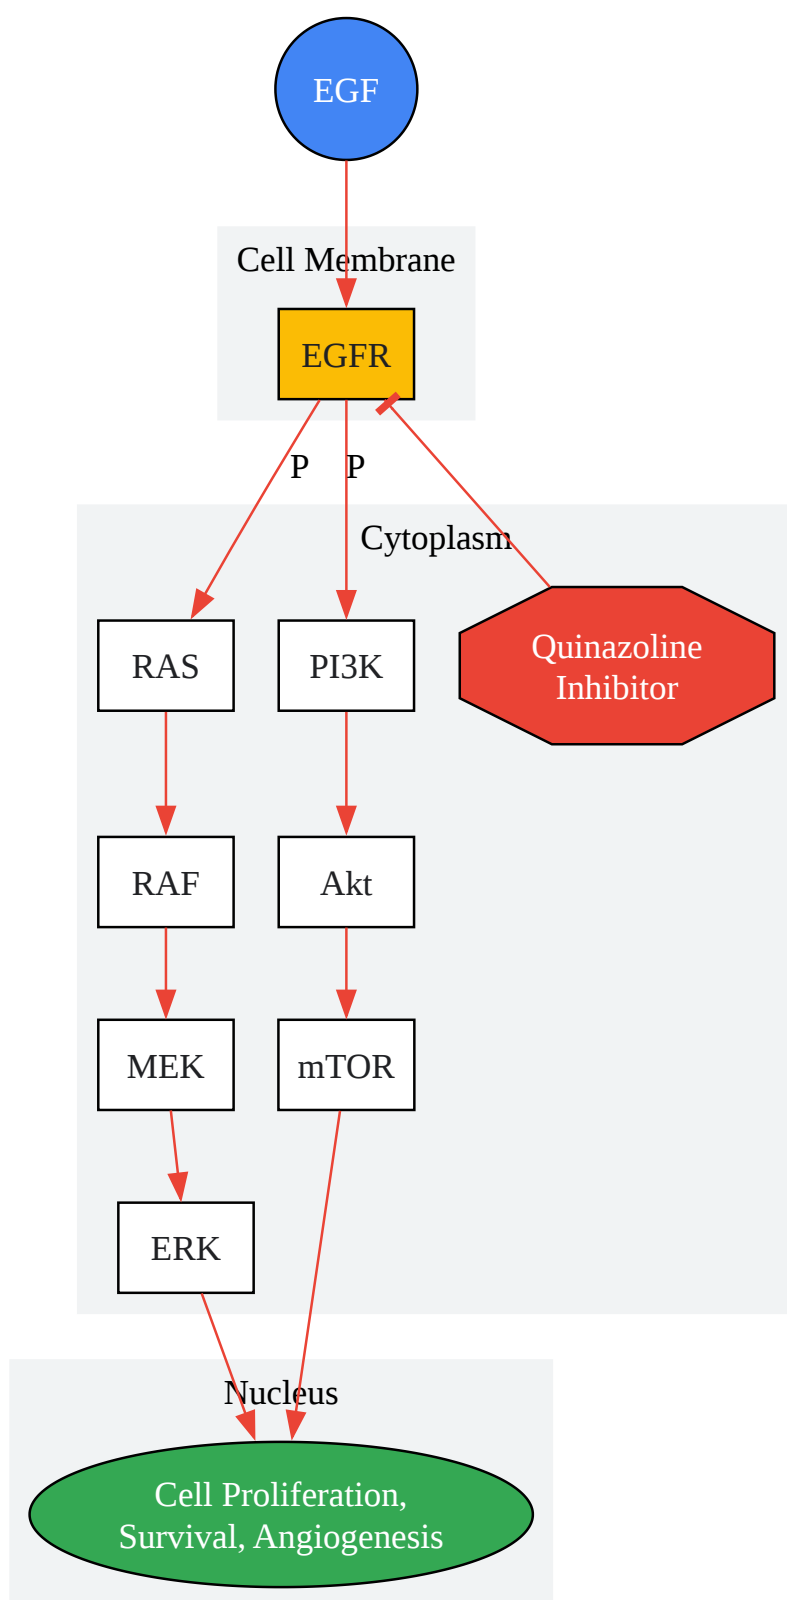 EGF
Cell Membrane
EGFR
P P
Cytoplasm
RAS
PI3K
Quinazoline
Inhibitor
RAF
Akt
MEK
mTOR
ERK
Nucleus
Cell Proliferation,
Survival, Angiogenesis